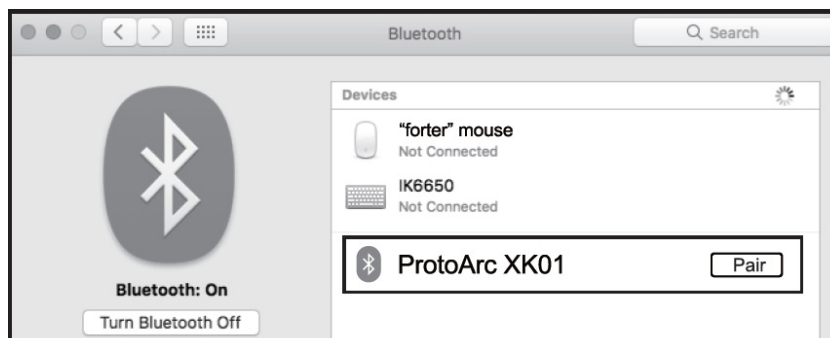 Bluetooth
Search
Devices
“forter” mouse
Not Connected
IK6650
Not Connected
ProtoArc XK01
Pair
Bluetooth: On
Turn Bluetooth Off